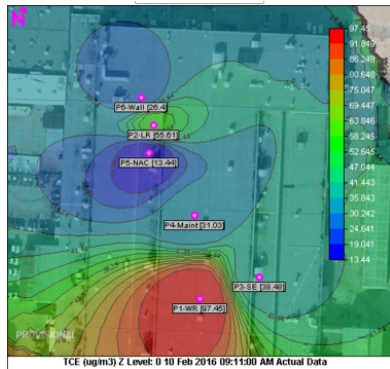 N
97.45
91.849
86.248
80.647
75.047
69.447
63.846
58.245
52.645
47.044
41.443
35.843
30.242
24.641
19.041
13.44
P6-Wall [26.4]
P2-LR [55.61]
P5-NAC [13.44]
P4-Maint [31.03]
P3-SE [38.48]
P1-WR [97.45]
PROVISIONAL
TCE (ug/m3) Z Level: 0 10 Feb 2016 09:11:00 AM Actual Data